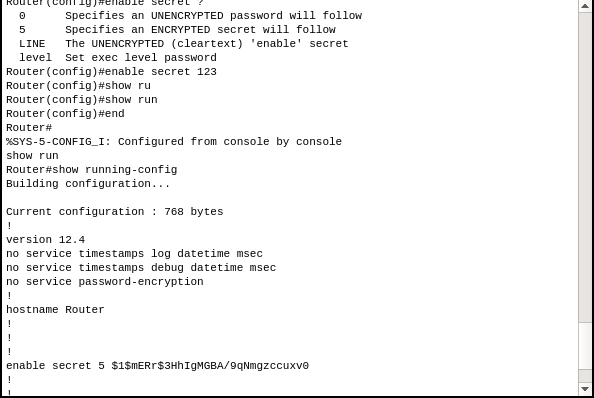 Router(config)#enable secret ?
0 Specifies an UNENCRYPTED password will follow
5 Specifies an ENCRYPTED secret will follow
LINE The UNENCRYPTED (cleartext) 'enable' secret
level Set exec level password
Router(config)#enable secret 123
Router(config)#show ru
Router(config)#show run
Router(config)#end
Router#
%SYS-5-CONFIG_I: Configured from console by console
show run
Router#show running-config
Building configuration...

Current configuration : 768 bytes
!
version 12.4
no service timestamps log datetime msec
no service timestamps debug datetime msec
no service password-encryption
!
hostname Router
!
!
!
enable secret 5 $1$mERr$3HhIgMGBA/9qNmgzccuxv0
!
!